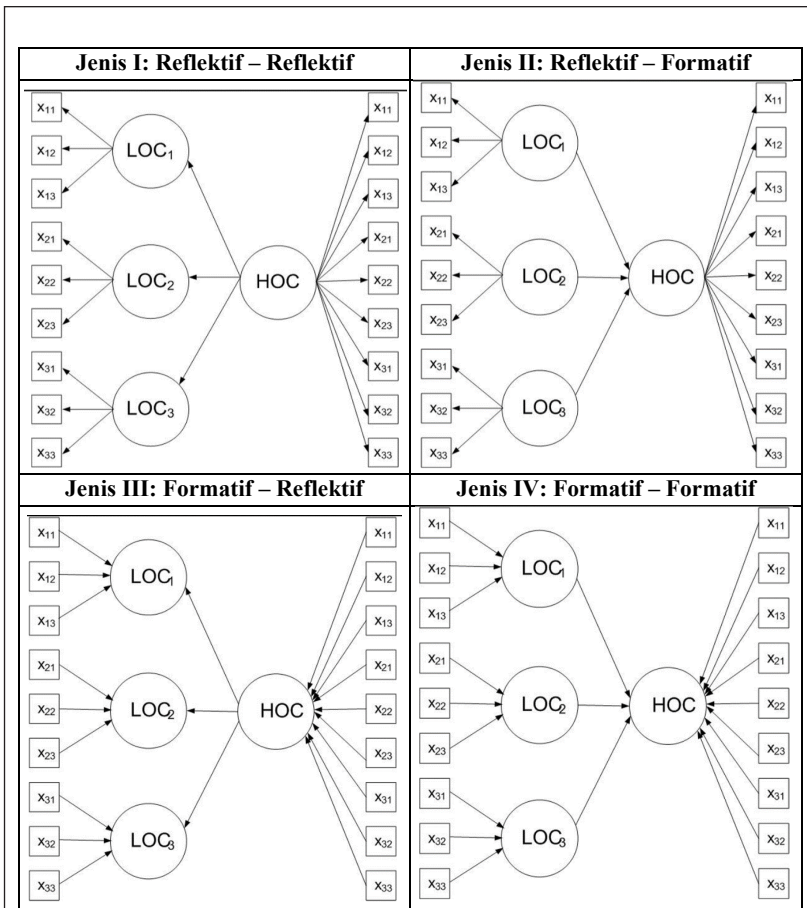 Jenis I: Reflektif – Reflektif
x11
x12
x13
x21
x22
x23
x31
x32
x33
LOC1
LOC2
LOC3
HOC
x11
x12
x13
x21
x22
x23
x31
x32
x33
Jenis II: Reflektif – Formatif
x11
x12
x13
x21
x22
x23
x31
x32
x33
LOC1
LOC2
LOC3
HOC
x11
x12
x13
x21
x22
x23
x31
x32
x33
Jenis III: Formatif – Reflektif
x11
x12
x13
x21
x22
x23
x31
x32
x33
LOC1
LOC2
LOC3
HOC
x11
x12
x13
x21
x22
x23
x31
x32
x33
Jenis IV: Formatif – Formatif
x11
x12
x13
x21
x22
x23
x31
x32
x33
LOC1
LOC2
LOC3
HOC
x11
x12
x13
x21
x22
x23
x31
x32
x33